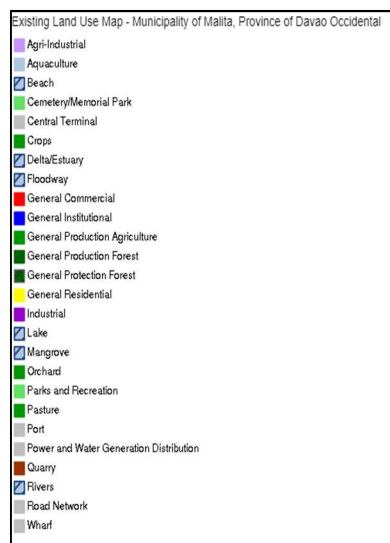 Existing Land Use Map - Municipality of Malita, Province of Davao Occidental
Agri-Industrial
Aquaculture
Beach
Cemetery/Memorial Park
Central Terminal
Crops
Delta/Estuary
Floodway
General Commercial
General Institutional
General Production Agriculture
General Production Forest
General Protection Forest
General Residential
Industrial
Lake
Mangrove
Orchard
Parks and Recreation
Pasture
Port
Power and Water Generation Distribution
Quarry
Rivers
Road Network
Wharf